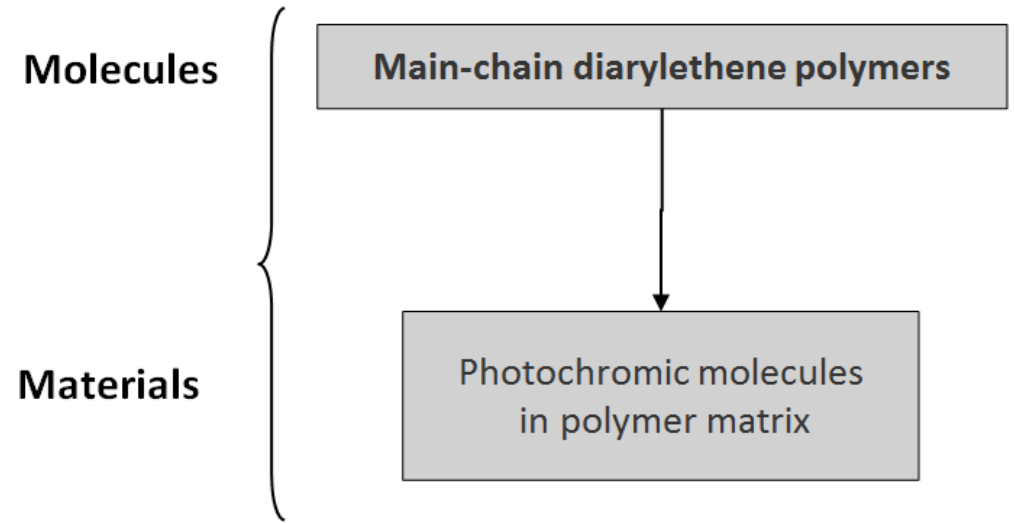 Molecules
Main-chain diarylethene polymers
Materials
Photochromic molecules
in polymer matrix